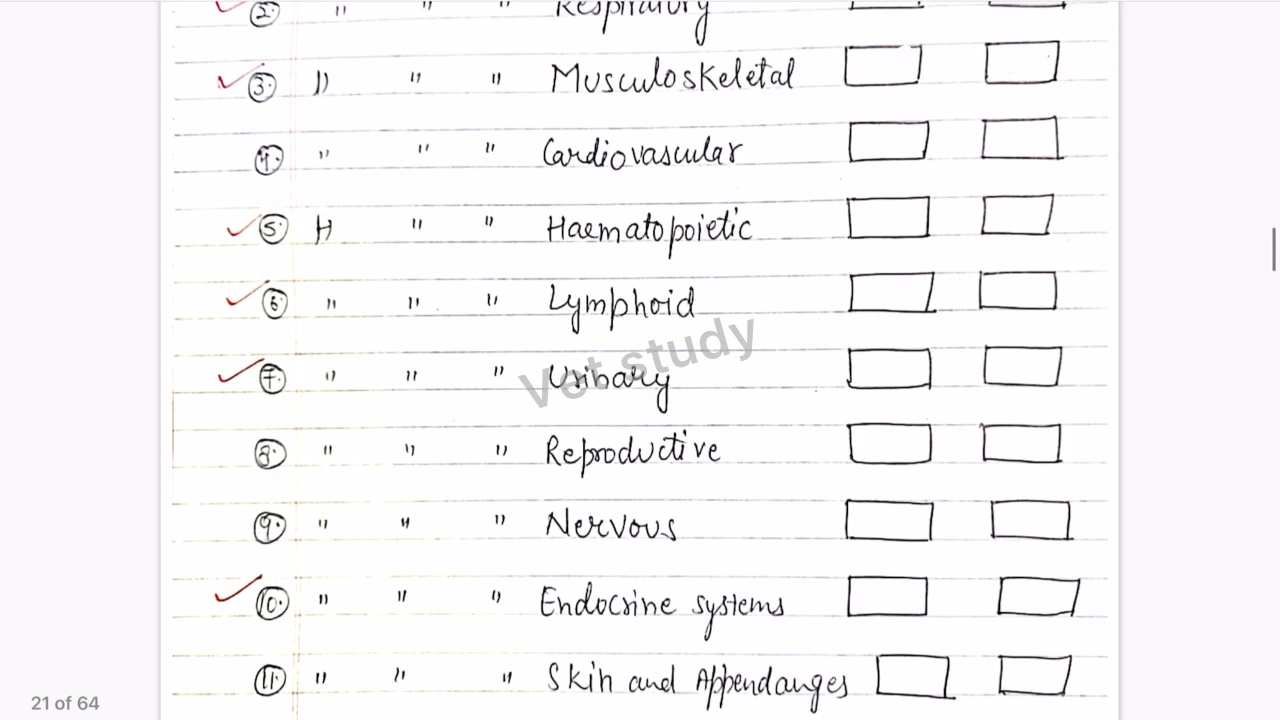 2. " " " Respiratory
3. " " " Musculoskeletal
4. " " " Cardiovascular
5. " " " Haematopoietic
6. " " " Lymphoid
7. " " " Urinary
8. " " " Reproductive
9. " " " Nervous
10. " " " Endocrine systems
11. " " " Skin and Appendanges
Vet study
21 of 64